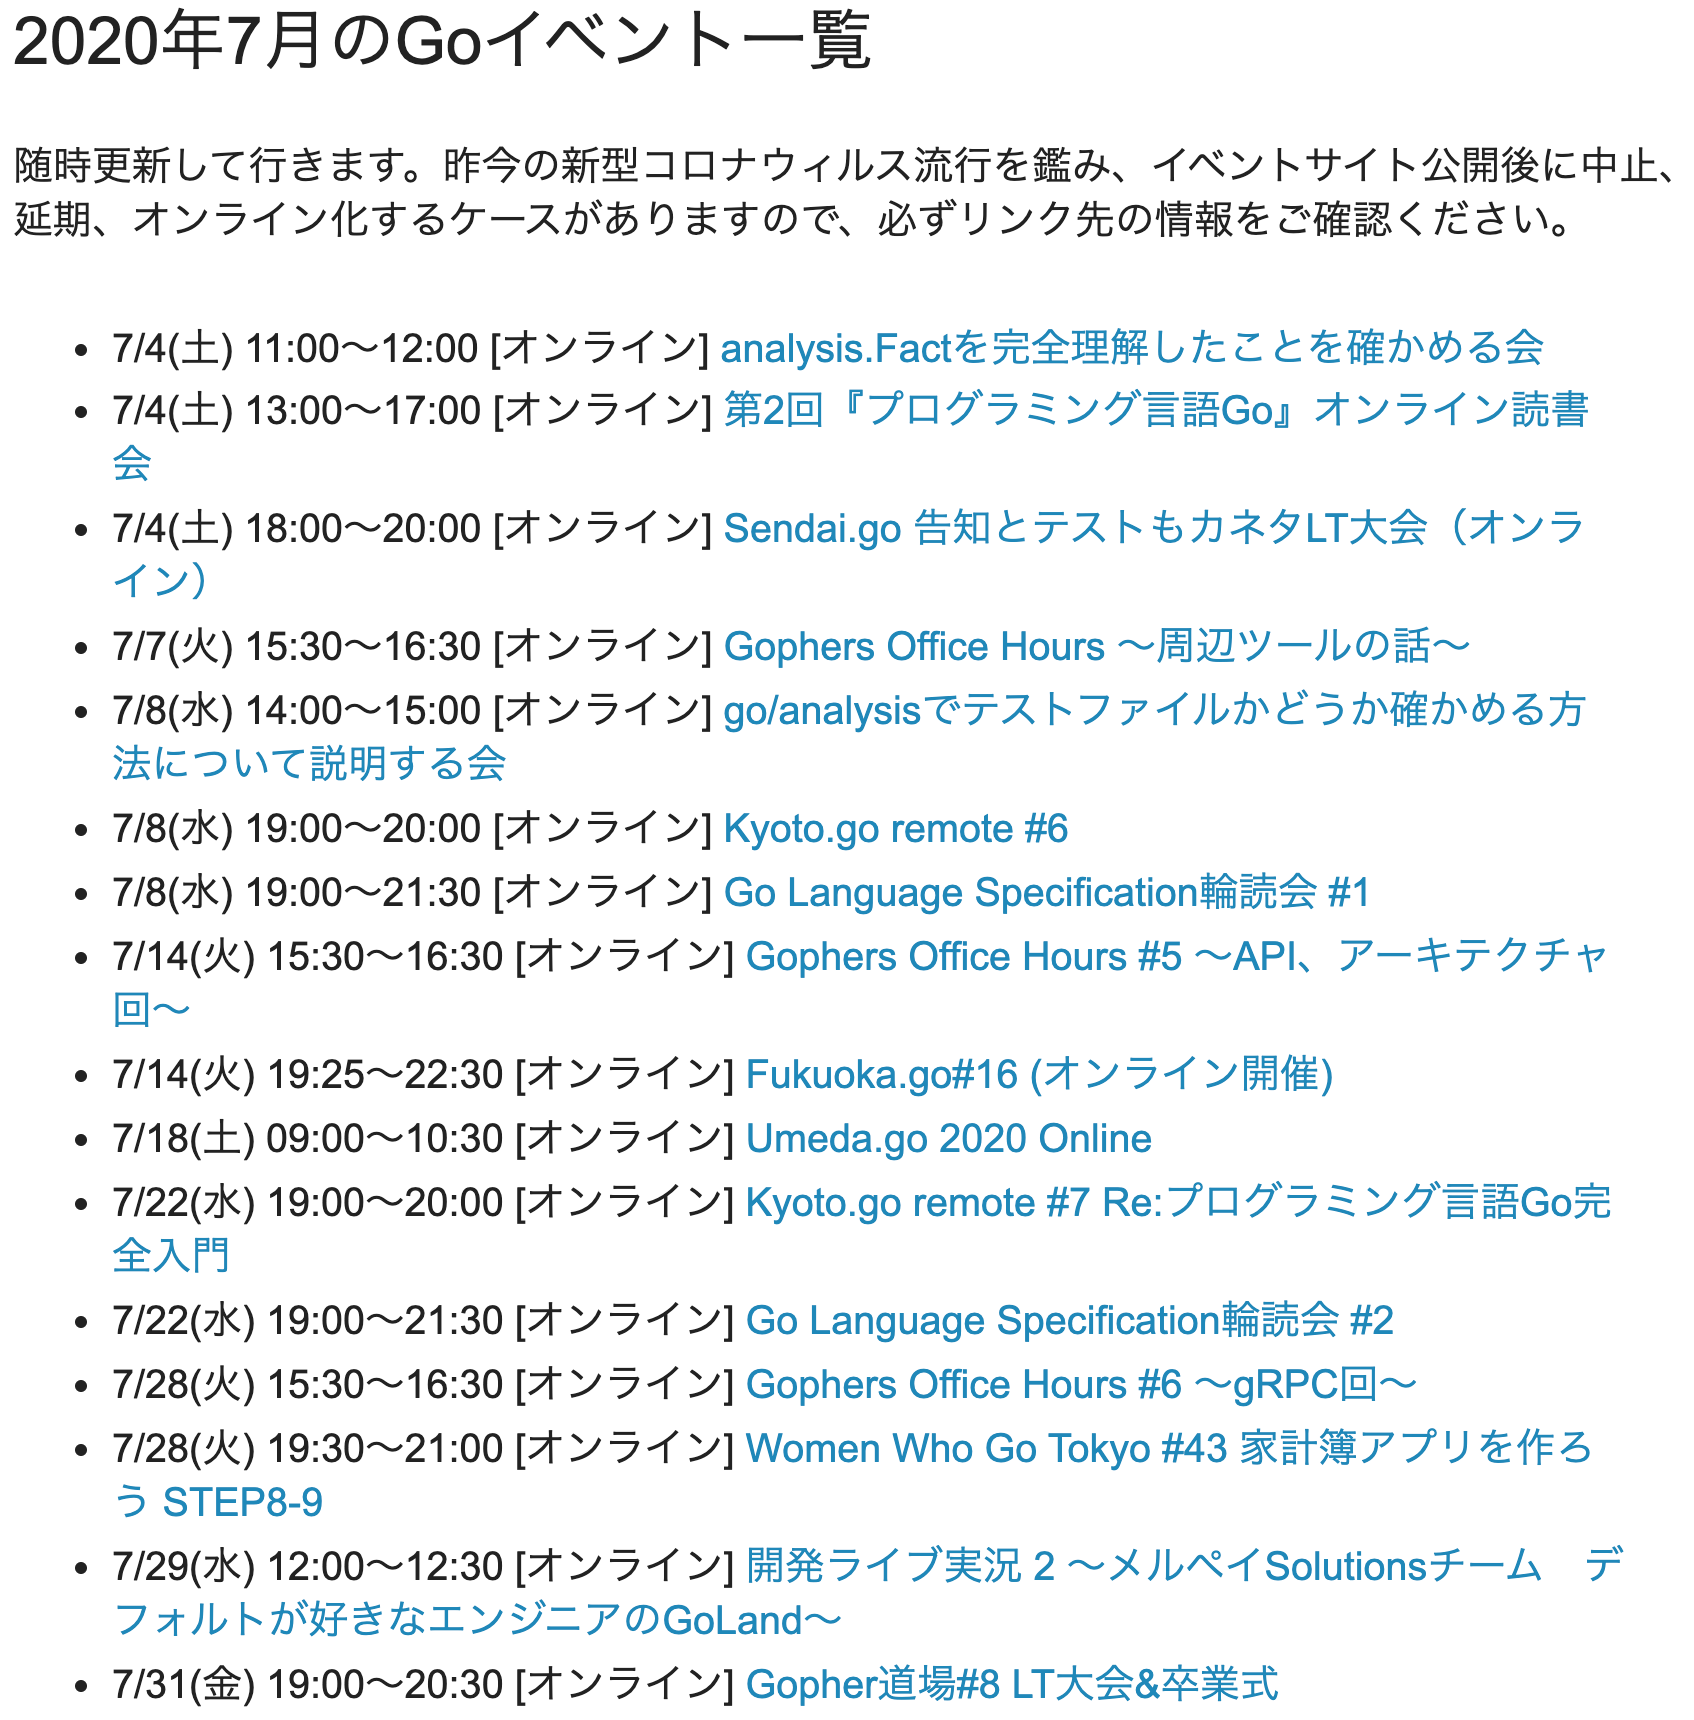 2020年7月のGoイベント一覧
随時更新して行きます。昨今の新型コロナウィルス流行を鑑み、イベントサイト公開後に中止、
延期、オンライン化するケースがありますので、必ずリンク先の情報をご確認ください。
• 7/4(土) 11:00〜12:00 [オンライン] analysis.Factを完全理解したことを確かめる会
• 7/4(土) 13:00〜17:00 [オンライン] 第2回『プログラミング言語Go』オンライン読書
会
• 7/4(土) 18:00〜20:00 [オンライン] Sendai.go 告知とテストもカネタLT大会（オンラ
イン）
• 7/7(火) 15:30〜16:30 [オンライン] Gophers Office Hours 〜周辺ツールの話〜
• 7/8(水) 14:00〜15:00 [オンライン] go/analysisでテストファイルかどうか確かめる方
法について説明する会
• 7/8(水) 19:00〜20:00 [オンライン] Kyoto.go remote #6
• 7/8(水) 19:00〜21:30 [オンライン] Go Language Specification輪読会 #1
• 7/14(火) 15:30〜16:30 [オンライン] Gophers Office Hours #5 〜API、アーキテクチャ
回〜
• 7/14(火) 19:25〜22:30 [オンライン] Fukuoka.go#16 (オンライン開催)
• 7/18(土) 09:00〜10:30 [オンライン] Umeda.go 2020 Online
• 7/22(水) 19:00〜20:00 [オンライン] Kyoto.go remote #7 Re:プログラミング言語Go完
全入門
• 7/22(水) 19:00〜21:30 [オンライン] Go Language Specification輪読会 #2
• 7/28(火) 15:30〜16:30 [オンライン] Gophers Office Hours #6 〜gRPC回〜
• 7/28(火) 19:30〜21:00 [オンライン] Women Who Go Tokyo #43 家計簿アプリを作ろ
う STEP8-9
• 7/29(水) 12:00〜12:30 [オンライン] 開発ライブ実況 2 〜メルペイSolutionsチーム　デ
フォルトが好きなエンジニアのGoLand〜
• 7/31(金) 19:00〜20:30 [オンライン] Gopher道場#8 LT大会&卒業式